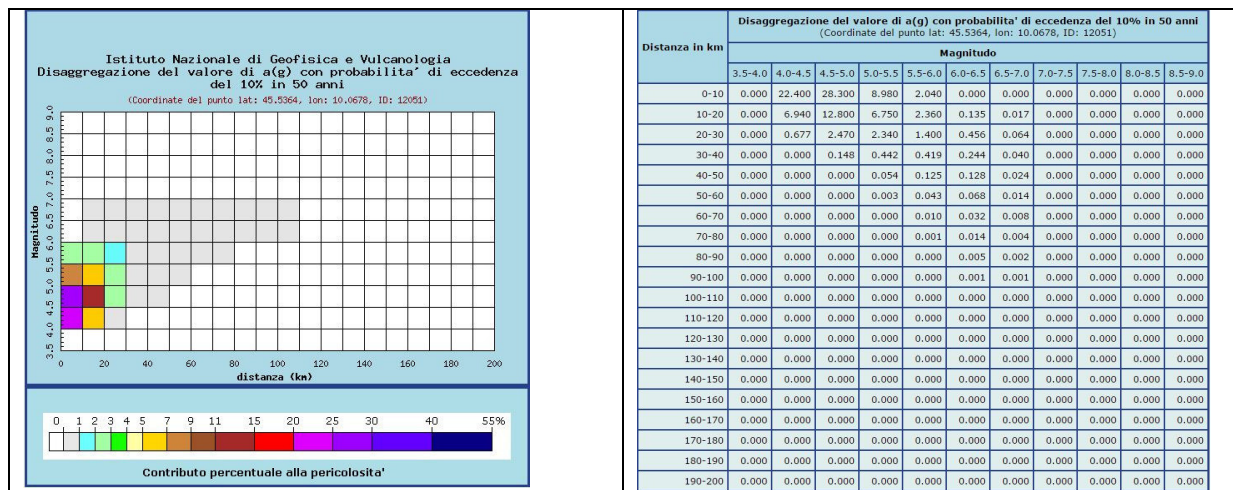 Istituto Nazionale di Geofisica e Vulcanologia
Disaggregazione del valore di a(g) con probabilita' di eccedenza
del 10% in 50 anni
(Coordinate del punto lat: 45.5364, lon: 10.0678, ID: 12051)
Magnitudo
9.0
8.5
8.0
7.5
7.0
6.5
6.0
5.5
5.0
4.5
4.0
3.5
0 20 40 60 80 100 120 140 160 180 200
distanza (km)
0 1 2 3 4 5 7 9 11 15 20 25 30 40 55%
Contributo percentuale alla pericolosita'
Disaggregazione del valore di a(g) con probabilita' di eccedenza del 10% in 50 anni
(Coordinate del punto lat: 45.5364, lon: 10.0678, ID: 12051)
Distanza in km
Magnitudo
3.5-4.0 4.0-4.5 4.5-5.0 5.0-5.5 5.5-6.0 6.0-6.5 6.5-7.0 7.0-7.5 7.5-8.0 8.0-8.5 8.5-9.0
0-10 0.000 22.400 28.300 8.980 2.040 0.000 0.000 0.000 0.000 0.000 0.000
10-20 0.000 6.940 12.800 6.750 2.360 0.135 0.017 0.000 0.000 0.000 0.000
20-30 0.000 0.677 2.470 2.340 1.400 0.456 0.064 0.000 0.000 0.000 0.000
30-40 0.000 0.000 0.148 0.442 0.419 0.244 0.040 0.000 0.000 0.000 0.000
40-50 0.000 0.000 0.000 0.054 0.125 0.128 0.024 0.000 0.000 0.000 0.000
50-60 0.000 0.000 0.000 0.003 0.043 0.068 0.014 0.000 0.000 0.000 0.000
60-70 0.000 0.000 0.000 0.000 0.010 0.032 0.008 0.000 0.000 0.000 0.000
70-80 0.000 0.000 0.000 0.000 0.001 0.014 0.004 0.000 0.000 0.000 0.000
80-90 0.000 0.000 0.000 0.000 0.000 0.005 0.002 0.000 0.000 0.000 0.000
90-100 0.000 0.000 0.000 0.000 0.000 0.001 0.001 0.000 0.000 0.000 0.000
100-110 0.000 0.000 0.000 0.000 0.000 0.000 0.000 0.000 0.000 0.000 0.000
110-120 0.000 0.000 0.000 0.000 0.000 0.000 0.000 0.000 0.000 0.000 0.000
120-130 0.000 0.000 0.000 0.000 0.000 0.000 0.000 0.000 0.000 0.000 0.000
130-140 0.000 0.000 0.000 0.000 0.000 0.000 0.000 0.000 0.000 0.000 0.000
140-150 0.000 0.000 0.000 0.000 0.000 0.000 0.000 0.000 0.000 0.000 0.000
150-160 0.000 0.000 0.000 0.000 0.000 0.000 0.000 0.000 0.000 0.000 0.000
160-170 0.000 0.000 0.000 0.000 0.000 0.000 0.000 0.000 0.000 0.000 0.000
170-180 0.000 0.000 0.000 0.000 0.000 0.000 0.000 0.000 0.000 0.000 0.000
180-190 0.000 0.000 0.000 0.000 0.000 0.000 0.000 0.000 0.000 0.000 0.000
190-200 0.000 0.000 0.000 0.000 0.000 0.000 0.000 0.000 0.000 0.000 0.000